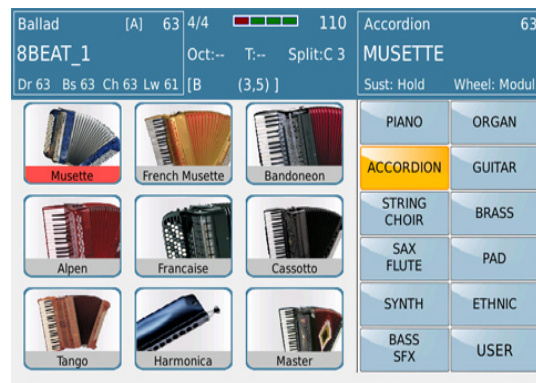 Ballad [A] 63
8BEAT_1
Dr 63 Bs 63 Ch 63 Lw 61
4/4 110
Oct:-- T:-- Split:C 3
[B (3,5) ]
Accordion 63
MUSETTE
Sust: Hold Wheel: Modul
Musette
French Musette
Bandoneon
Alpen
Francaise
Cassotto
Tango
Harmonica
Master
PIANO
ORGAN
ACCORDION
GUITAR
STRING
CHOIR
BRASS
SAX
FLUTE
PAD
SYNTH
ETHNIC
BASS
SFX
USER